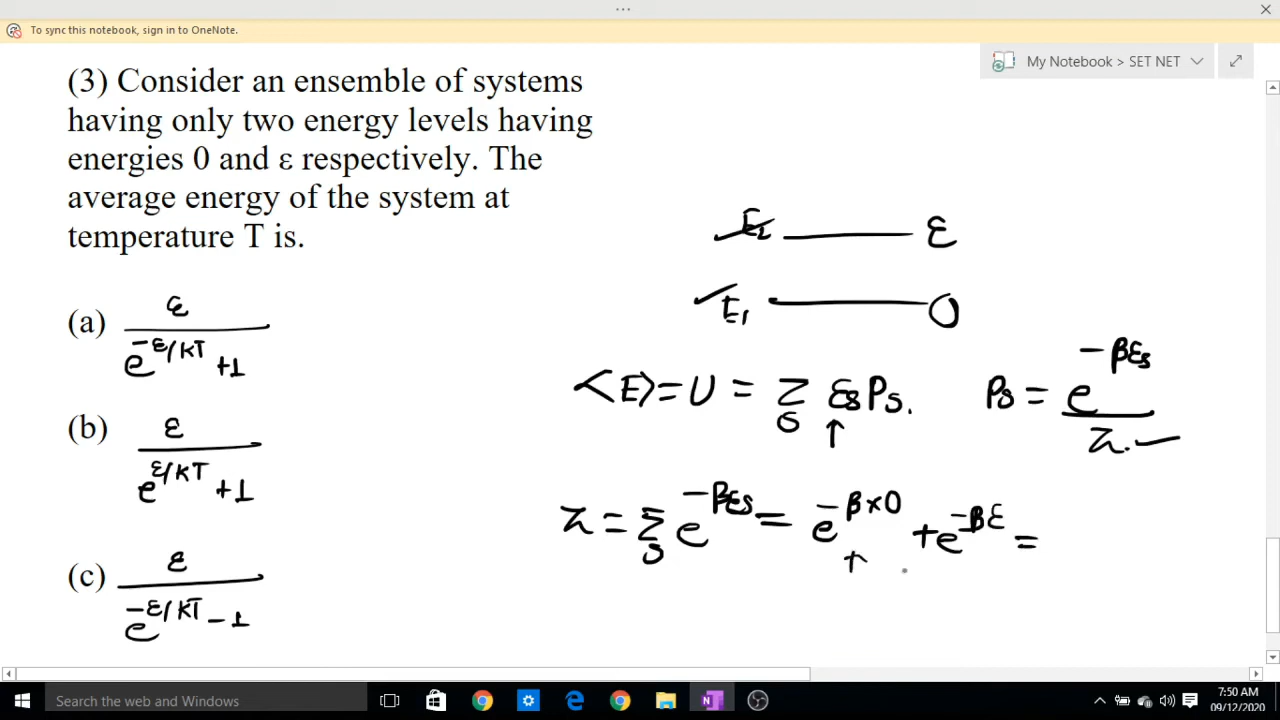 To sync this notebook, sign in to OneNote.
My Notebook > SET NET
(3) Consider an ensemble of systems
having only two energy levels having
energies 0 and ε respectively. The
average energy of the system at
temperature T is.
E₂ ε
E₁ 0
(a) ε / (e^(-ε/KT) +1)
<E> = U = Σ_s ε_s P_s. P_s = e^(-βε_s) / Z.
(b) ε / (e^(ε/KT) +1)
Z = Σ_s e^(-βε_s) = e^(-β×0) + e^(-βε) =
(c) ε / (e^(-ε/KT) -1)
Search the web and Windows
7:50 AM
09/12/2020